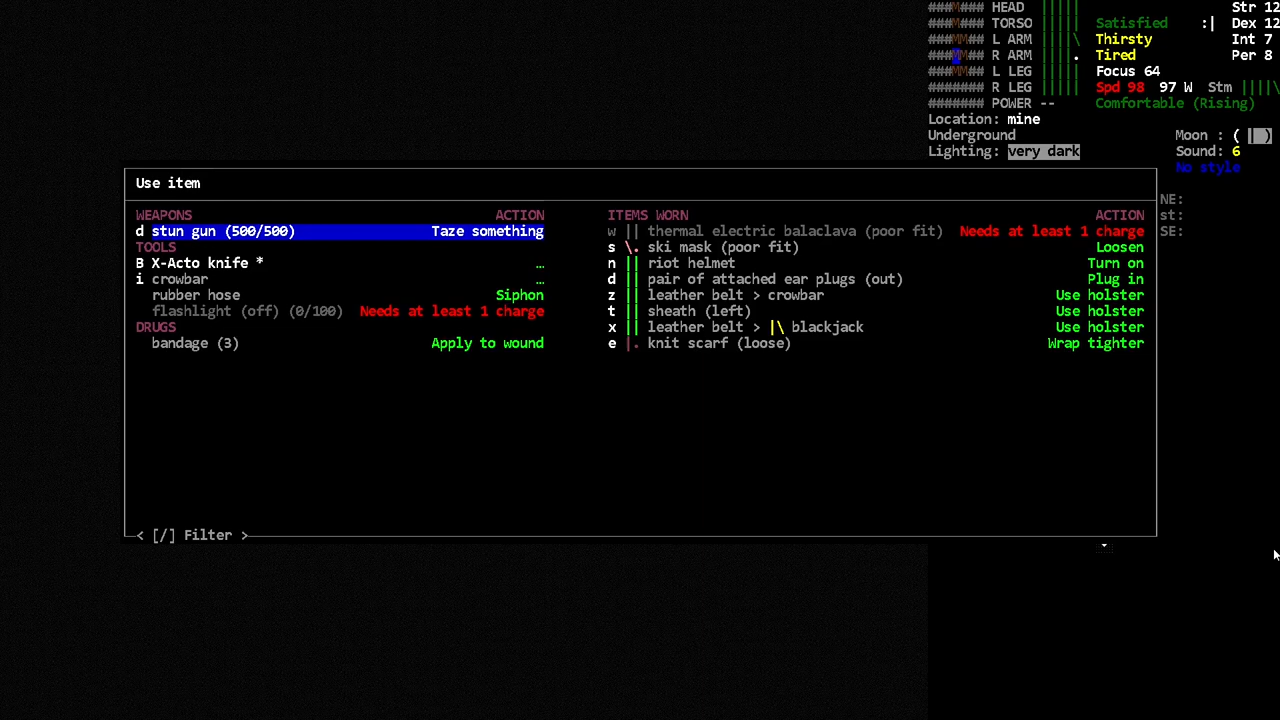 ###M### HEAD ||||| Str 12
###M### TORSO ||||| Satisfied :| Dex 12
###MM## L ARM ||||\ Thirsty Int 7
###MM## R ARM ||||. Tired Per 8
###MM## L LEG ||||| Focus 64
####### R LEG ||||| Spd 98 97 W Stm ||||\
####### POWER -- Comfortable (Rising)
Location: mine
Underground Moon : ( | )
Lighting: very dark Sound: 6
No style
Use item
NE:
WEAPONS ACTION ITEMS WORN ACTION st:
d stun gun (500/500) Taze something w || thermal electric balaclava (poor fit) Needs at least 1 charge SE:
TOOLS s \. ski mask (poor fit) Loosen
B X-Acto knife * … n || riot helmet Turn on
i crowbar … d || pair of attached ear plugs (out) Plug in
rubber hose Siphon z || leather belt > crowbar Use holster
flashlight (off) (0/100) Needs at least 1 charge t || sheath (left) Use holster
DRUGS x || leather belt > |\ blackjack Use holster
bandage (3) Apply to wound e |. knit scarf (loose) Wrap tighter
< [/] Filter >